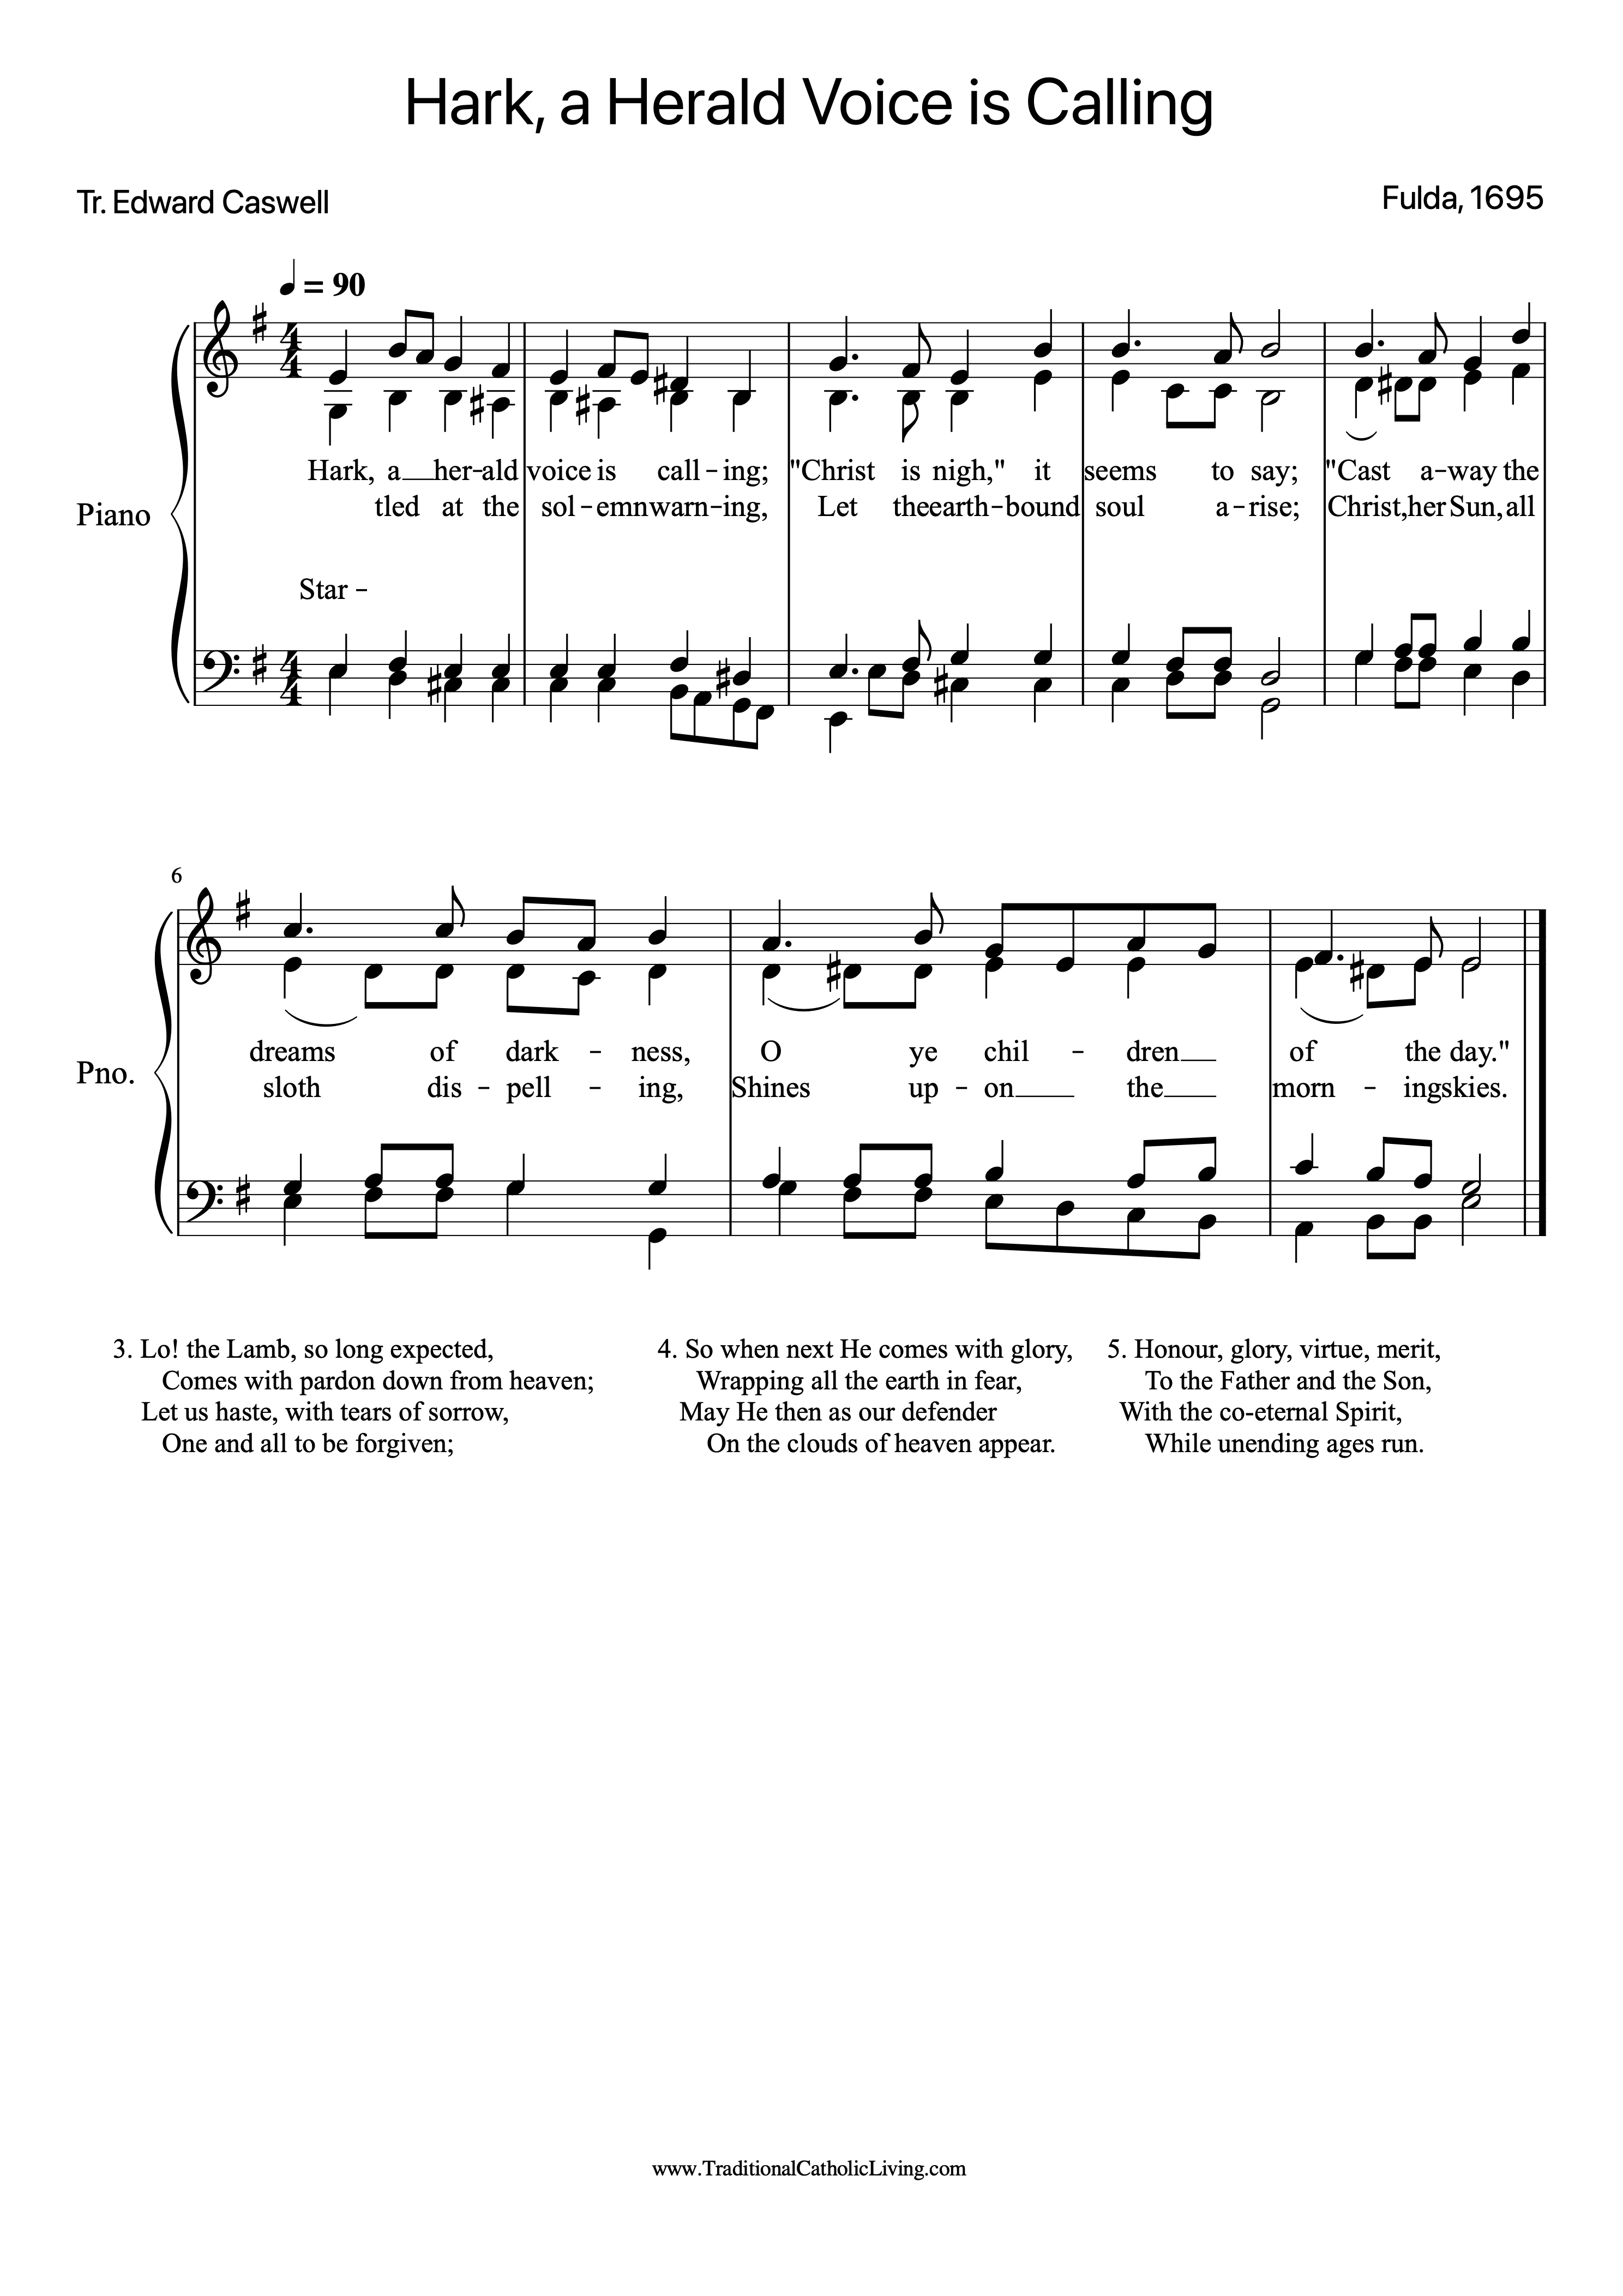 Hark, a Herald Voice is Calling
Tr. Edward Caswell
Fulda, 1695
= 90
4 4
Piano
Hark, a her-ald voice is call-ing; "Christ is nigh," it seems to say; "Cast a-way the
tled at the sol-emn warn-ing, Let the earth-bound soul a-rise; Christ, her Sun, all
Star-
4 4
6
Pno.
dreams of dark-ness, O ye chil-dren of the day."
sloth dis-pell-ing, Shines up-on the morn-ing skies.
3. Lo! the Lamb, so long expected,
Comes with pardon down from heaven;
Let us haste, with tears of sorrow,
One and all to be forgiven;
4. So when next He comes with glory,
Wrapping all the earth in fear,
May He then as our defender
On the clouds of heaven appear.
5. Honour, glory, virtue, merit,
To the Father and the Son,
With the co-eternal Spirit,
While unending ages run.
www.TraditionalCatholicLiving.com